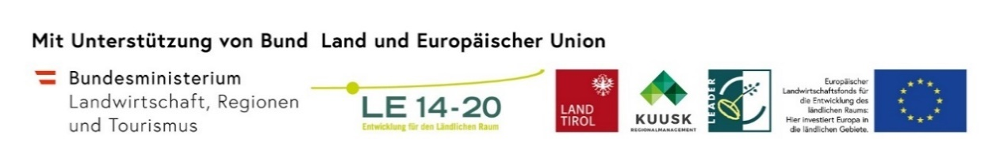 Mit Unterstützung von Bund Land und Europäischer Union
Bundesministerium
Landwirtschaft, Regionen
und Tourismus
LE 14-20
Entwicklung für den Ländlichen Raum
LAND
TIROL
KUUSK
REGIONALMANAGEMENT
LEADER
Europäischer
Landwirtschaftsfonds für
die Entwicklung des
ländlichen Raums:
Hier investiert Europa in
die ländlichen Gebiete.